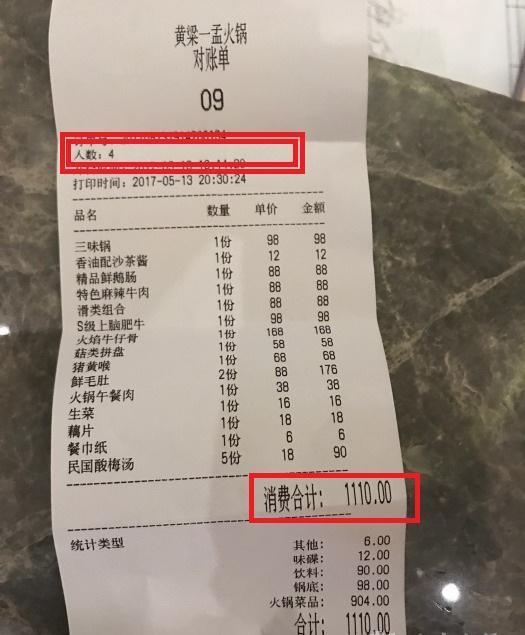 黄梁一孟火锅
对账单
09
人数：4
打印时间：2017-05-13 20:30:24
品名 数量 单价 金额
三味锅 1份 98 98
香油配沙茶酱 1份 12 12
精品鲜鹅肠 1份 88 88
特色麻辣牛肉 1份 88 88
滑类组合 1份 88 88
S级上脑肥牛 1份 98 98
火焰牛仔骨 1份 168 168
菇类拼盘 1份 58 58
猪黄喉 1份 68 68
鲜毛肚 2份 88 176
火锅午餐肉 1份 38 38
生菜 1份 16 16
藕片 1份 18 18
餐巾纸 1份 6 6
民国酸梅汤 5份 18 90
消费合计： 1110.00
统计类型
其他： 6.00
味碟： 12.00
饮料： 90.00
锅底： 98.00
火锅菜品： 904.00
合计： 1110.00